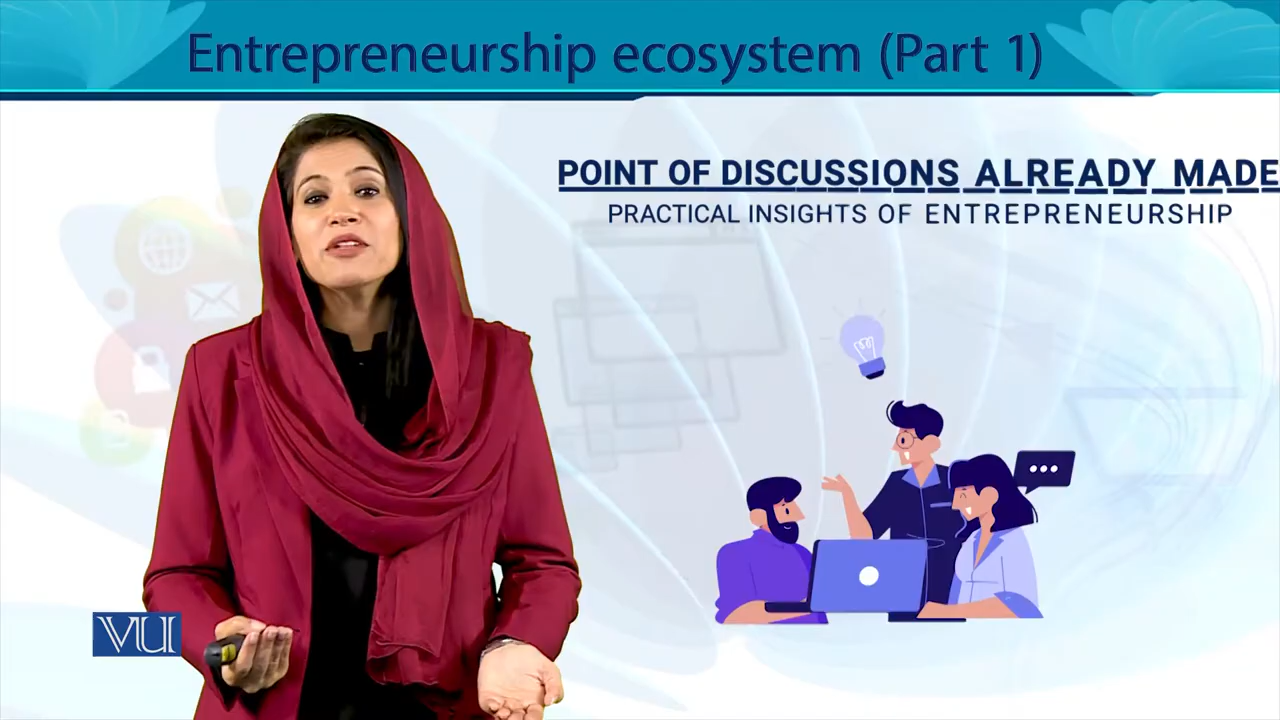 Entrepreneurship ecosystem (Part 1)
POINT OF DISCUSSIONS ALREADY MADE
PRACTICAL INSIGHTS OF ENTREPRENEURSHIP
VU